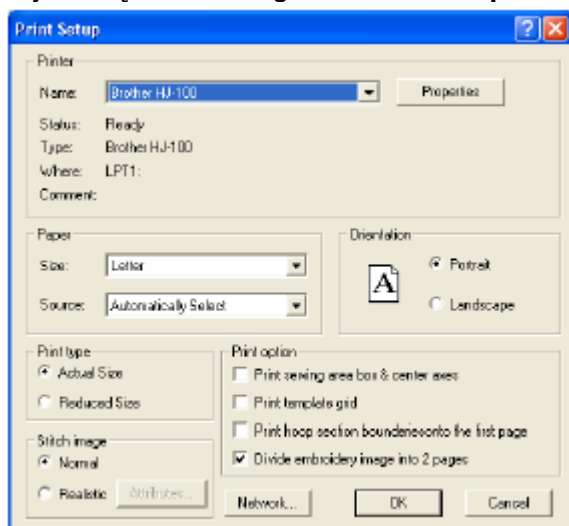 Print Setup
Printer
Name: Brother HJ-100 Properties
Status: Ready
Type: Brother HJ-100
Where: LPT1:
Comment:
Paper
Size: Letter
Source: Automatically Select
Orientation
Portrait
A
Landscape
Print type
Actual Size
Reduced Size
Stitch image
Normal
Realistic Attributes...
Print option
Print sewing area box & center axes
Print template grid
Print hoop section bounderiesonto the first page
Divide embroidery image into 2 pages
Network... OK Cancel